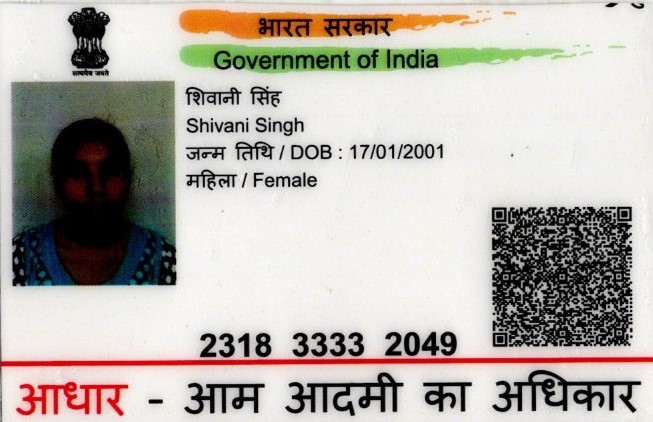 भारत सरकार
Government of India
सत्यमेव जयते
शिवानी सिंह
Shivani Singh
जन्म तिथि / DOB : 17/01/2001
महिला / Female
2318 3333 2049
आधार - आम आदमी का अधिकार